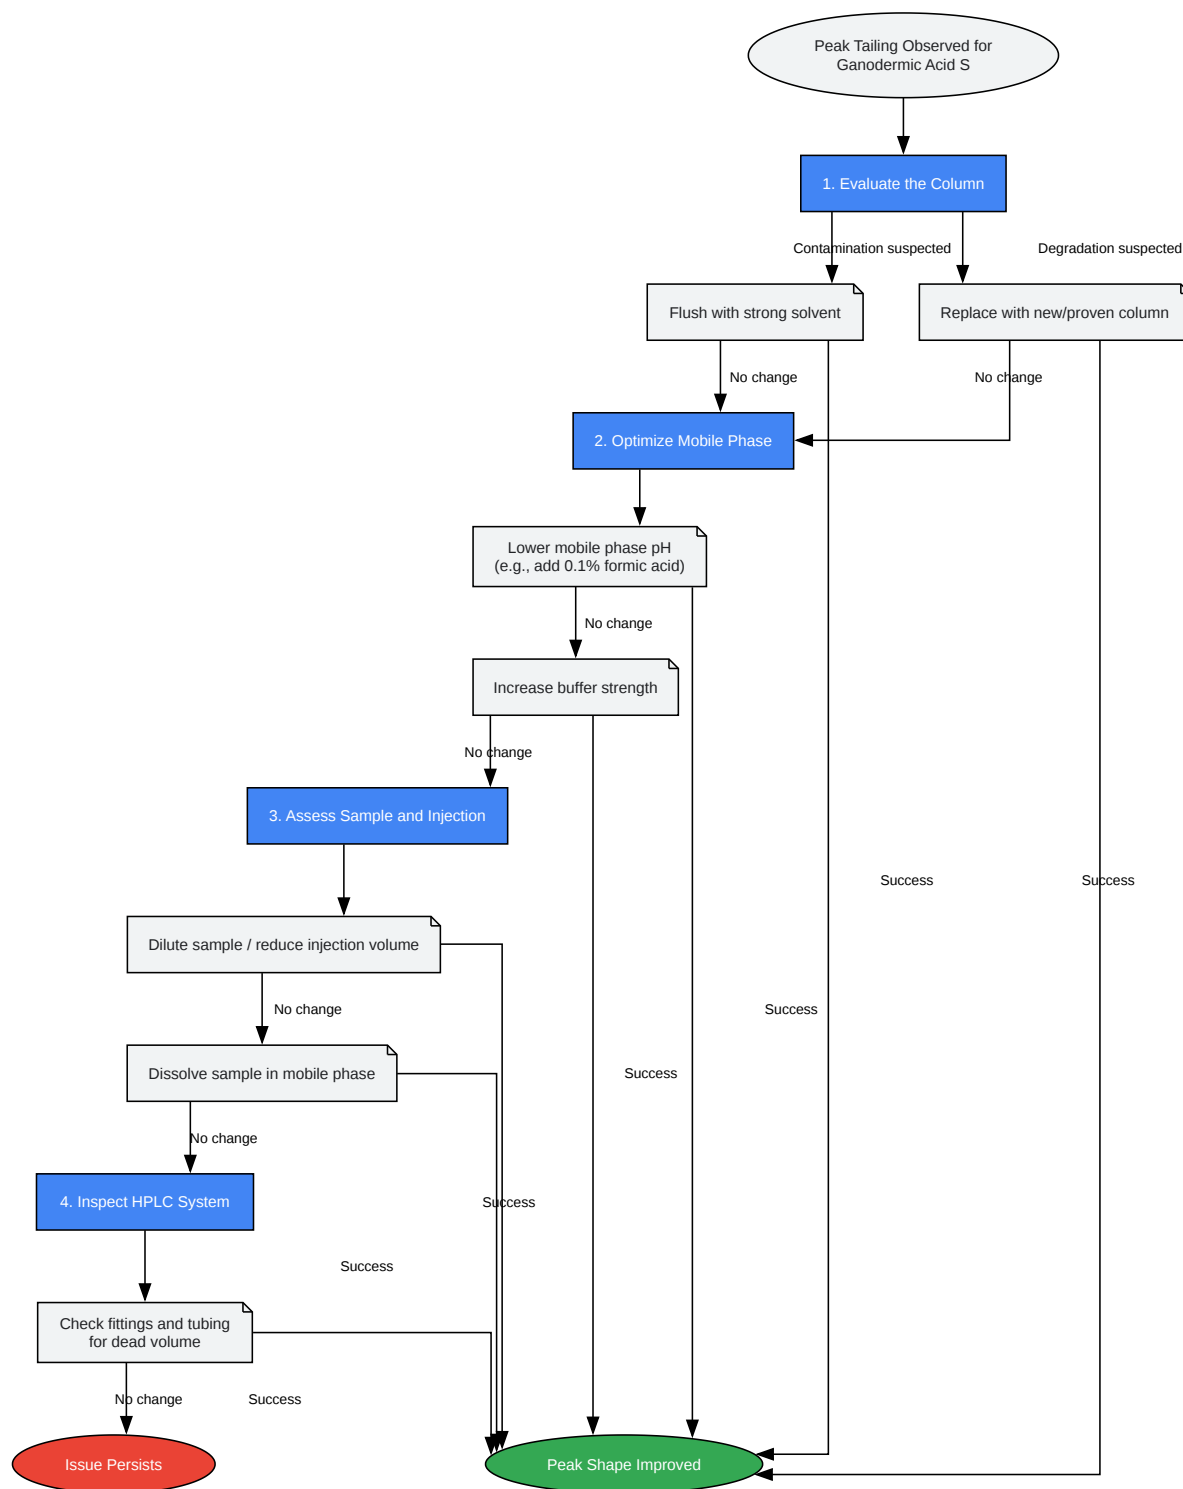 Peak Tailing Observed for
Ganodermic Acid S
1. Evaluate the Column
Contamination suspected
Degradation suspected
Flush with strong solvent
Replace with new/proven column
No change
No change
2. Optimize Mobile Phase
Lower mobile phase pH
(e.g., add 0.1% formic acid)
No change
Increase buffer strength
No change
3. Assess Sample and Injection
Success
Success
Dilute sample / reduce injection volume
No change
Success
Dissolve sample in mobile phase
Success
No change
4. Inspect HPLC System
Success
Success
Check fittings and tubing
for dead volume
No change
Success
Issue Persists
Peak Shape Improved